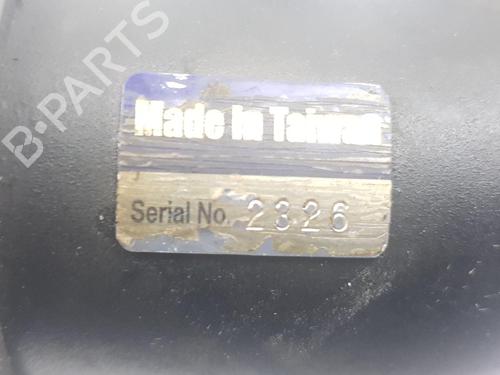 B-PARTS
Made in Taiwan
Serial No. 2326